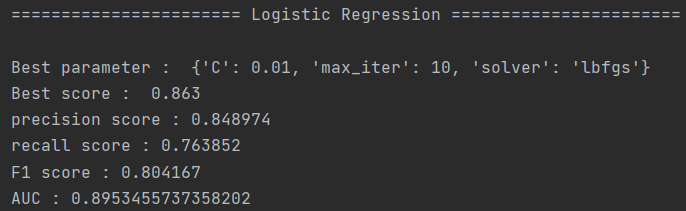 ======================= Logistic Regression =======================
Best parameter :  {'C': 0.01, 'max_iter': 10, 'solver': 'lbfgs'}
Best score :  0.863
precision score : 0.848974
recall score : 0.763852
F1 score : 0.804167
AUC : 0.8953455737358202